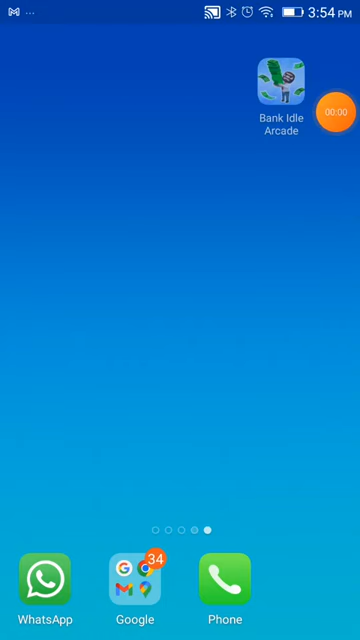 ... 3:54 PM
00:00
Bank Idle
Arcade
34
WhatsApp
Google
Phone